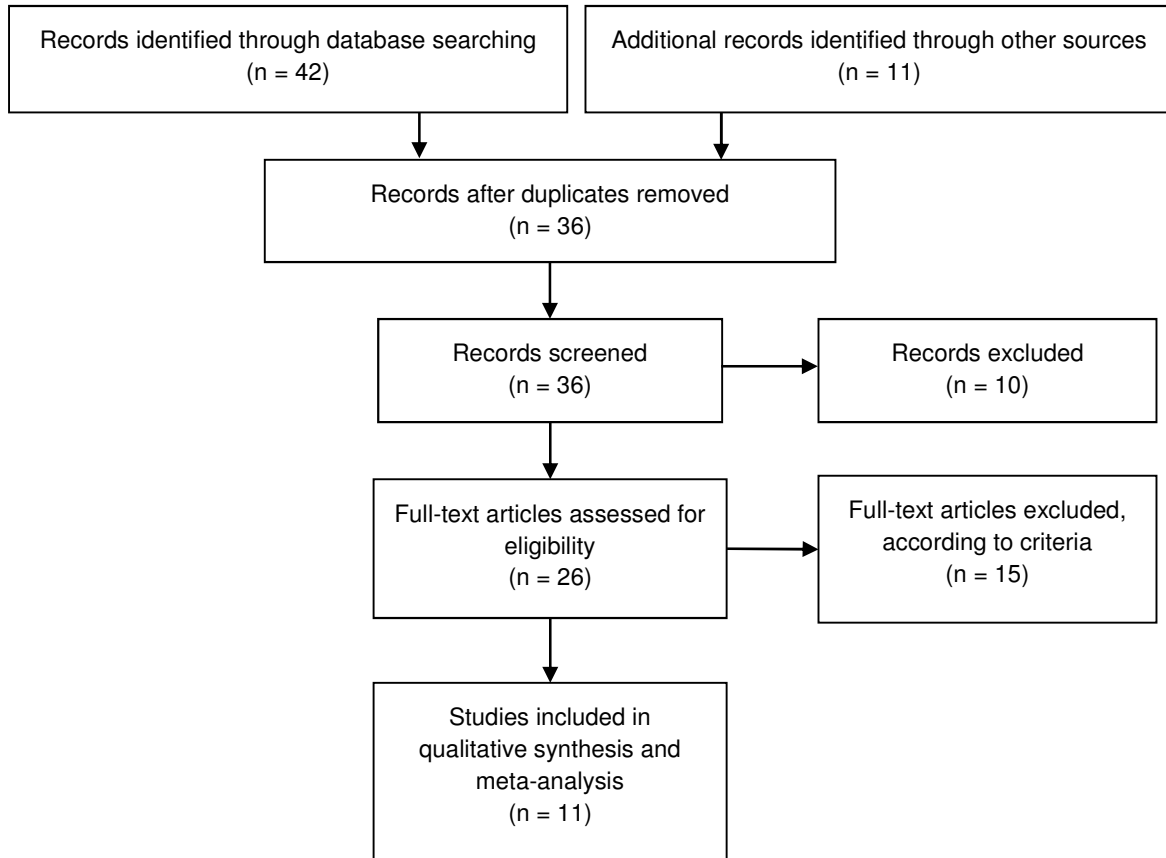 Records identified through database searching
(n = 42)
Additional records identified through other sources
(n = 11)
Records after duplicates removed
(n = 36)
Records screened
(n = 36)
Records excluded
(n = 10)
Full-text articles assessed for
eligibility
(n = 26)
Full-text articles excluded,
according to criteria
(n = 15)
Studies included in
qualitative synthesis and
meta-analysis
(n = 11)